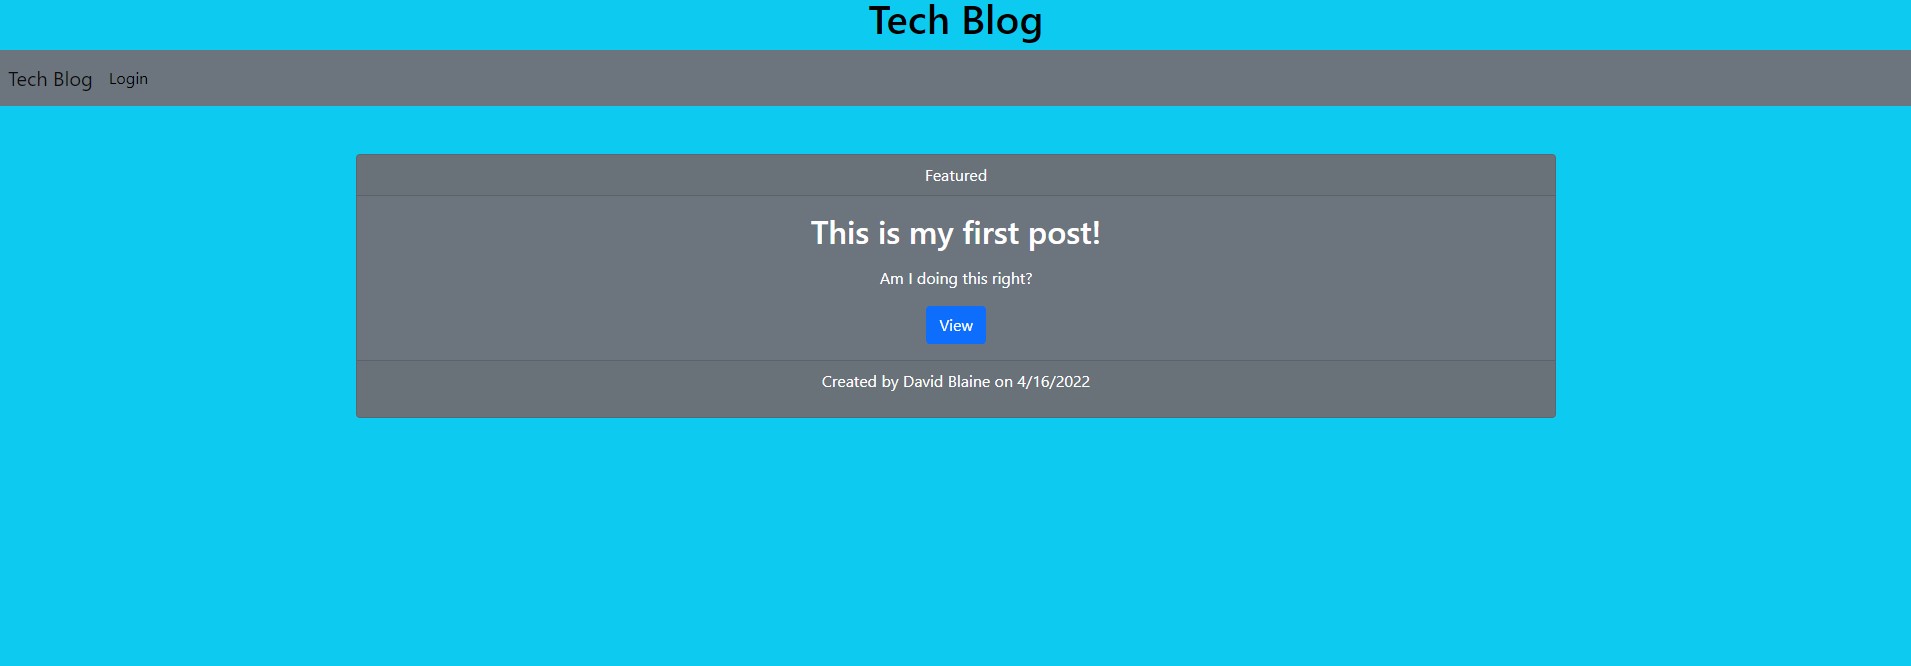 Tech Blog
Tech Blog Login
Featured
This is my first post!
Am I doing this right?
View
Created by David Blaine on 4/16/2022